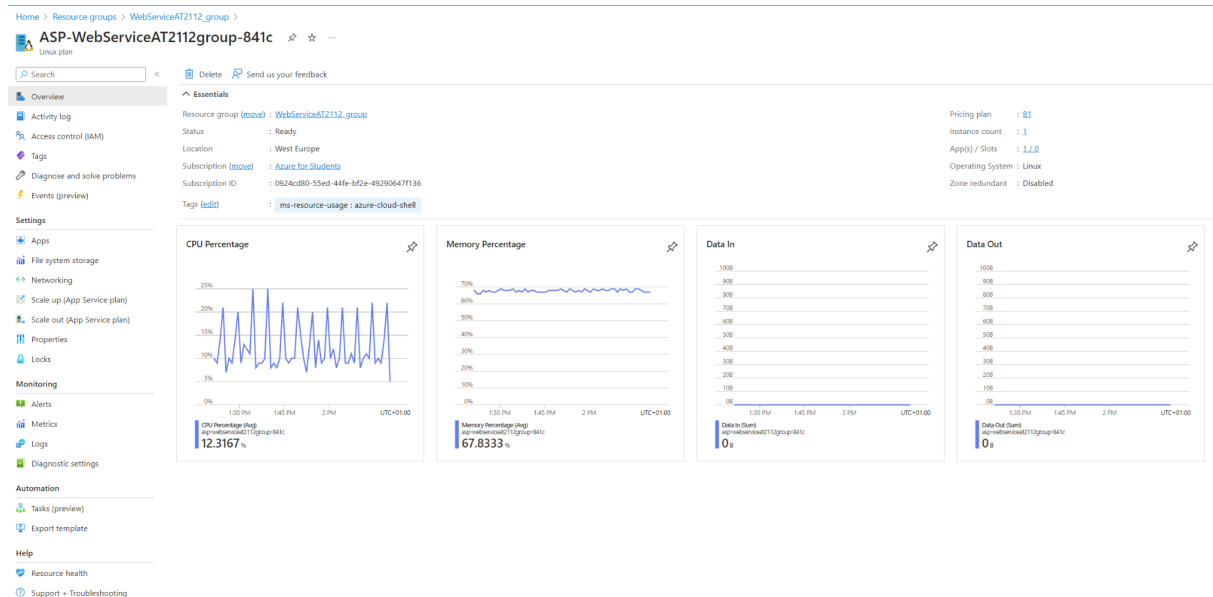 Home > Resource groups > WebServiceAT2112_group >
ASP-WebServiceAT2112group-841c
Linux plan
Search
Delete
Send us your feedback
Overview
Activity log
Access control (IAM)
Tags
Diagnose and solve problems
Events (preview)
Settings
Apps
File system storage
Networking
Scale up (App Service plan)
Scale out (App Service plan)
Properties
Locks
Monitoring
Alerts
Metrics
Logs
Diagnostic settings
Automation
Tasks (preview)
Export template
Help
Resource health
Support + Troubleshooting
Essentials
Resource group (move) : WebServiceAT2112_group
Status : Ready
Location : West Europe
Subscription (move) : Azure for Students
Subscription ID : 0924cd80-55ed-44fe-bf2e-49290647f136
Tags (edit) : ms-resource-usage : azure-cloud-shell
Pricing plan : B1
Instance count : 1
App(s) / Slots : 1 / 0
Operating System : Linux
Zone redundant : Disabled
CPU Percentage
25%
20%
15%
10%
5%
0%
1:30 PM 1:45 PM 2 PM UTC+01:00
CPU Percentage (Avg)
asp-webserviceat2112group-841c
12.3167 %
Memory Percentage
70%
60%
50%
40%
30%
20%
10%
0%
1:30 PM 1:45 PM 2 PM UTC+01:00
Memory Percentage (Avg)
asp-webserviceat2112group-841c
67.8333 %
Data In
100B
90B
80B
70B
60B
50B
40B
30B
20B
10B
0B
1:30 PM 1:45 PM 2 PM UTC+01:00
Data In (Sum)
asp-webserviceat2112group-841c
0 B
Data Out
100B
90B
80B
70B
60B
50B
40B
30B
20B
10B
0B
1:30 PM 1:45 PM 2 PM UTC+01:00
Data Out (Sum)
asp-webserviceat2112group-841c
0 B